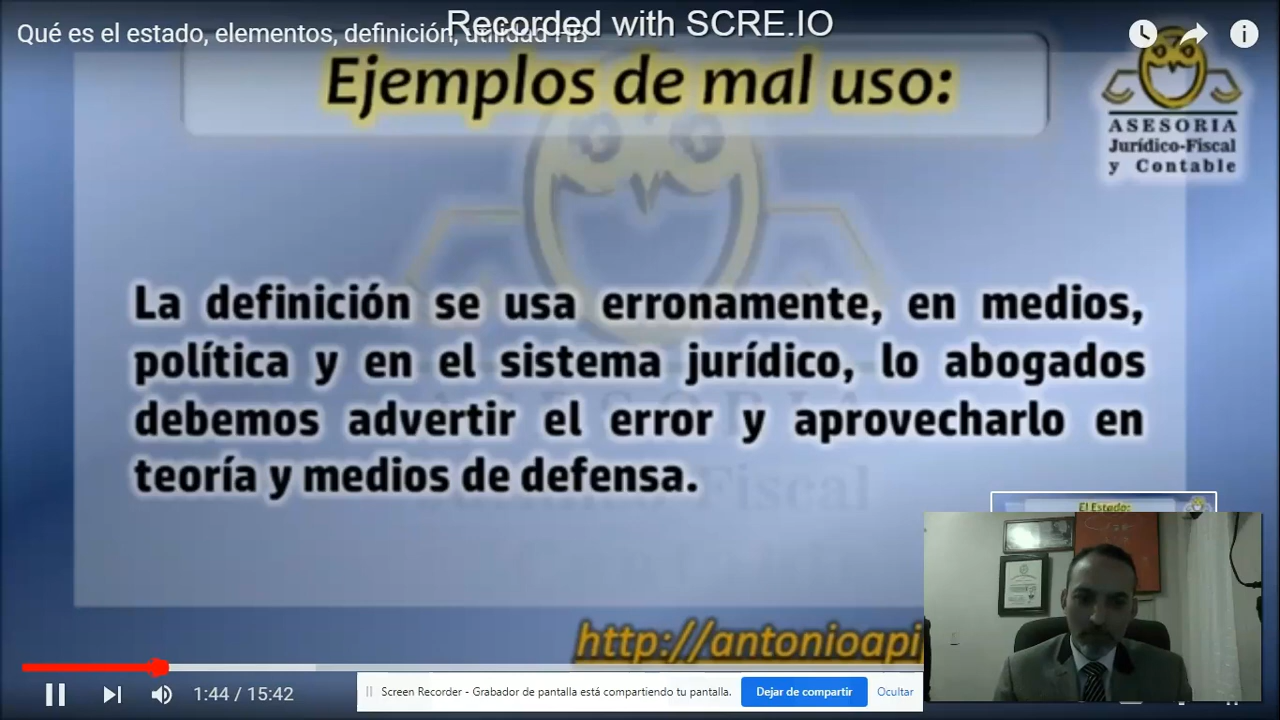 Recorded with SCRE.IO
Qué es el estado, elementos, definición, utilidad HB
Ejemplos de mal uso:
ASESORIA
Jurídico-Fiscal
y Contable
La definición se usa erronamente, en medios,
política y en el sistema jurídico, lo abogados
debemos advertir el error y aprovecharlo en
teoría y medios de defensa.
El Estado:
http://antonioapi
1:44 / 15:42
Screen Recorder - Grabador de pantalla está compartiendo tu pantalla.
Dejar de compartir
Ocultar